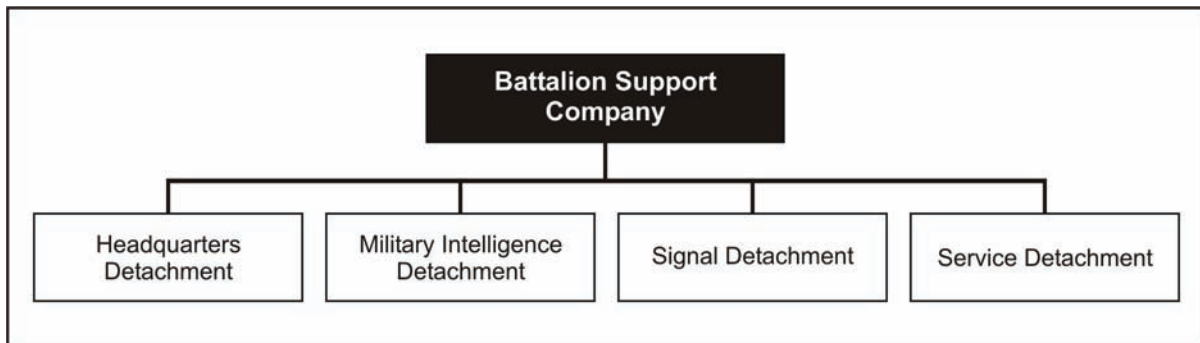 Battalion Support
Company
Headquarters
Detachment
Military Intelligence
Detachment
Signal Detachment
Service Detachment